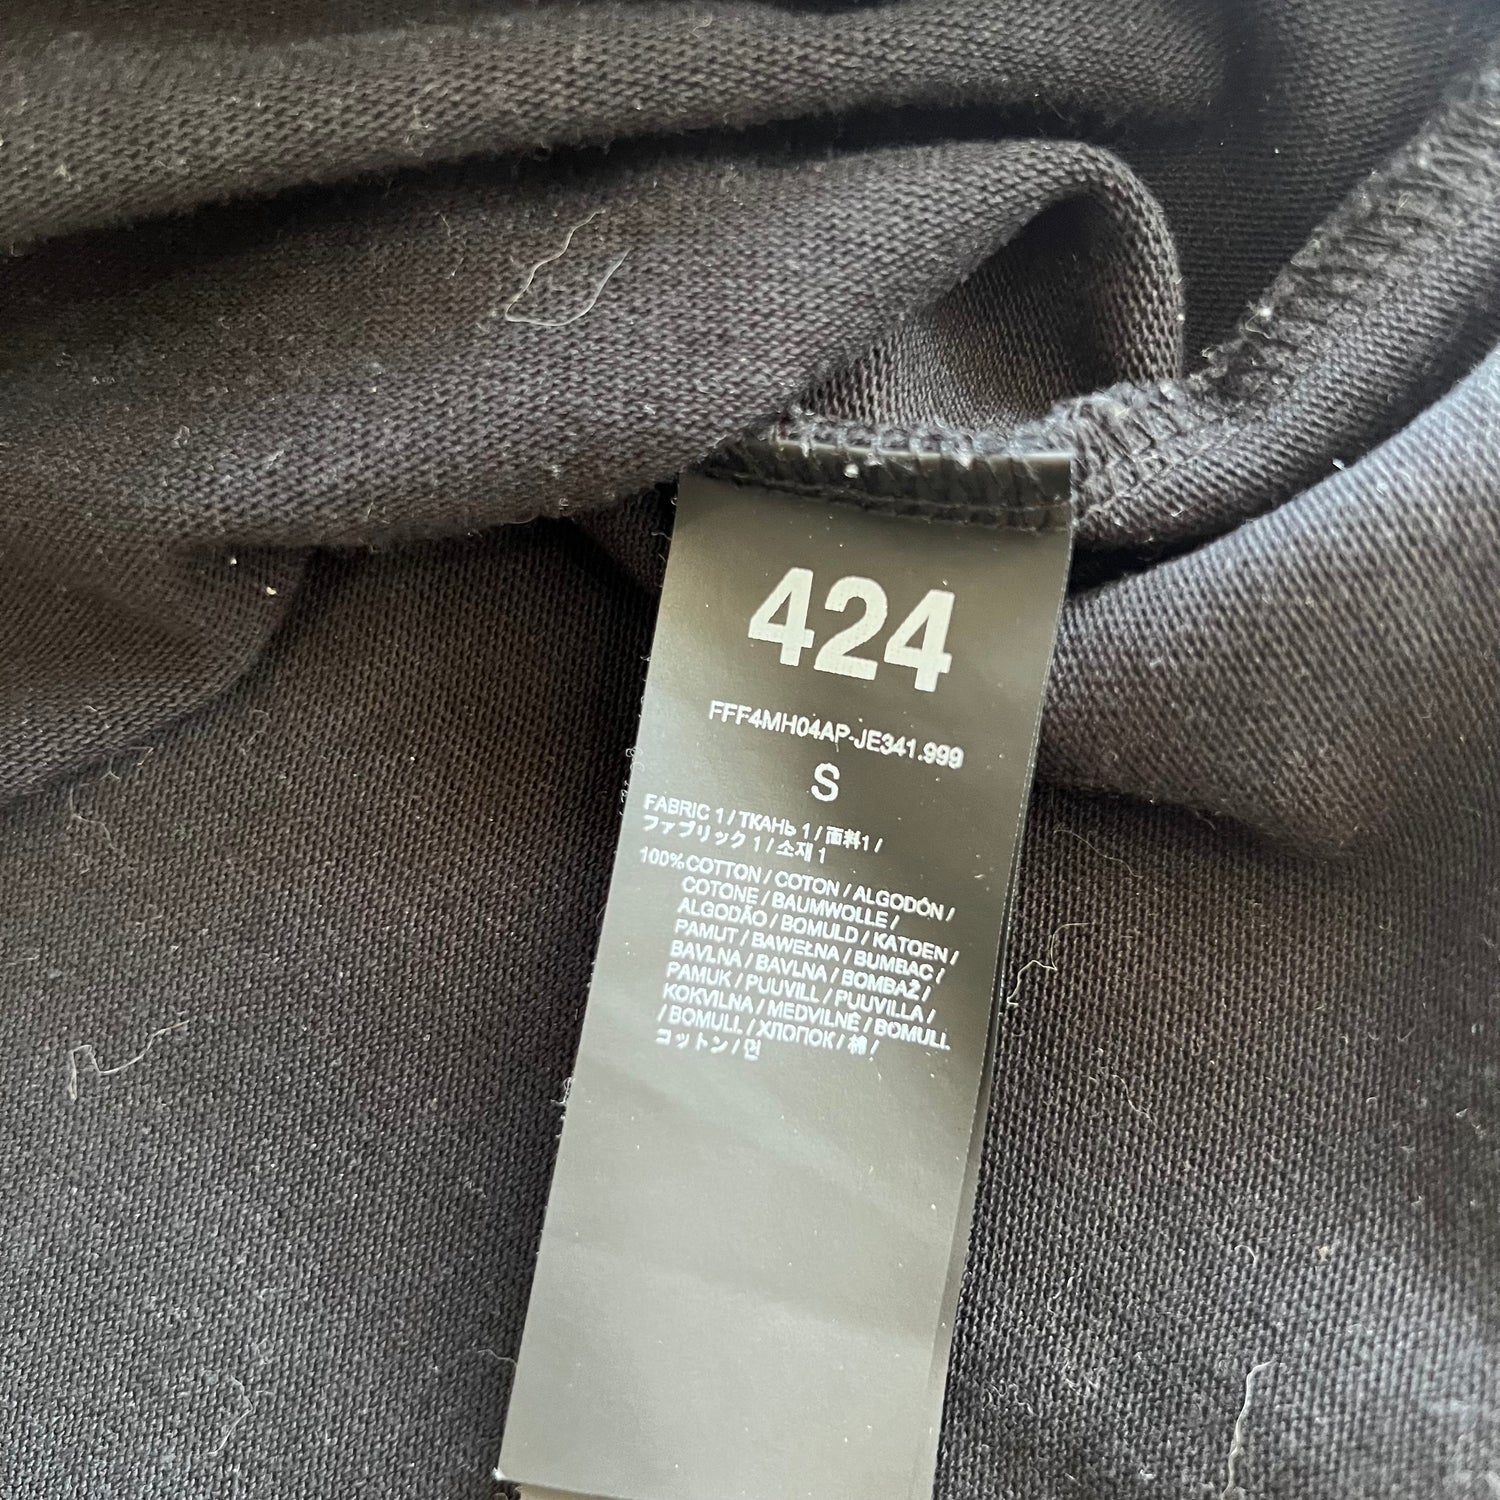 424
FFF4MH04AP-JE341.999
S
FABRIC 1 / ТКАНЬ 1 / 面料1 /
ファブリック 1 / 소재 1
100%COTTON / COTON / ALGODÓN /
COTONE / BAUMWOLLE /
ALGODÃO / BOMULD / KATOEN /
PAMUT / BAWEŁNA / BUMBAC /
BAVLNA / BAVLNA / BOMBAŽ /
PAMUK / PUUVILL / PUUVILLA /
KOKVILNA / MEDVILNĖ / BOMULL
/ BOMULL / ХЛОПОК / 棉 /
コットン / 면